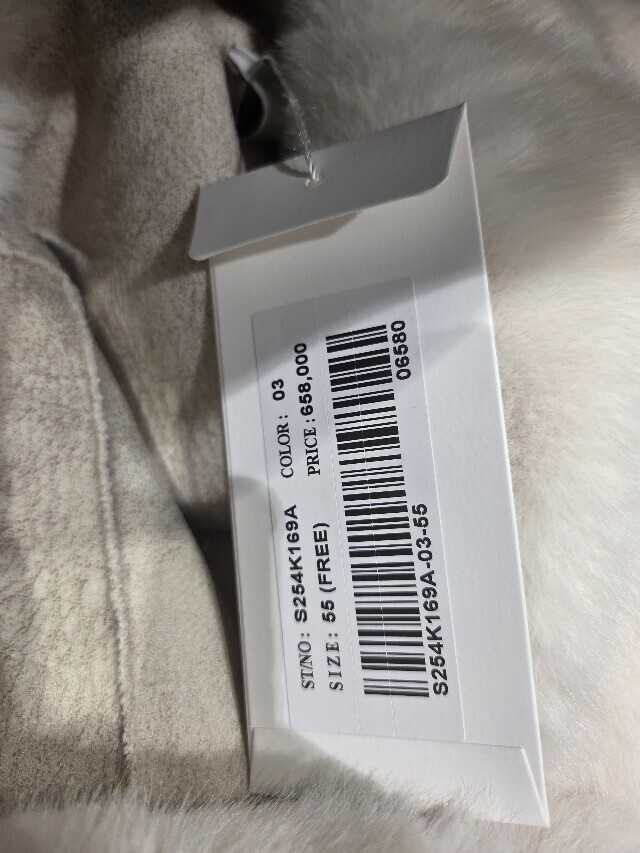 ST/NO: S254K169A COLOR: 03
SIZE: 55 (FREE) PRICE: 658,000
S254K169A-03-55 06580